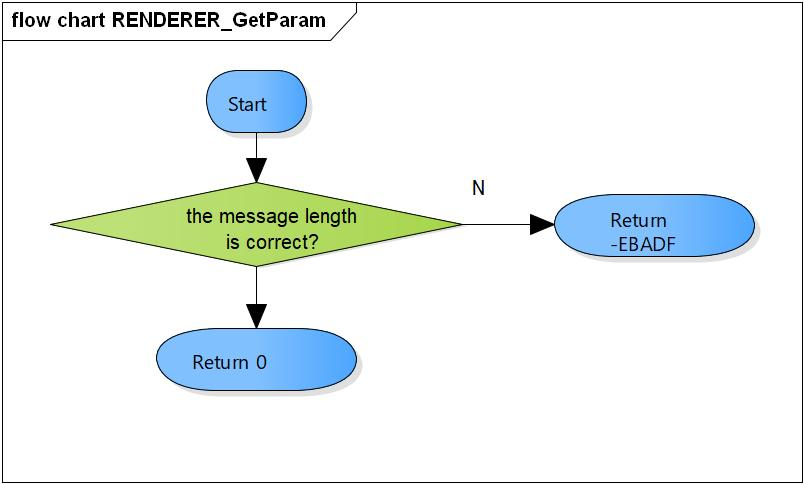 flow chart RENDERER_GetParam
Start
the message length
is correct?
N
Return
-EBADF
Return 0